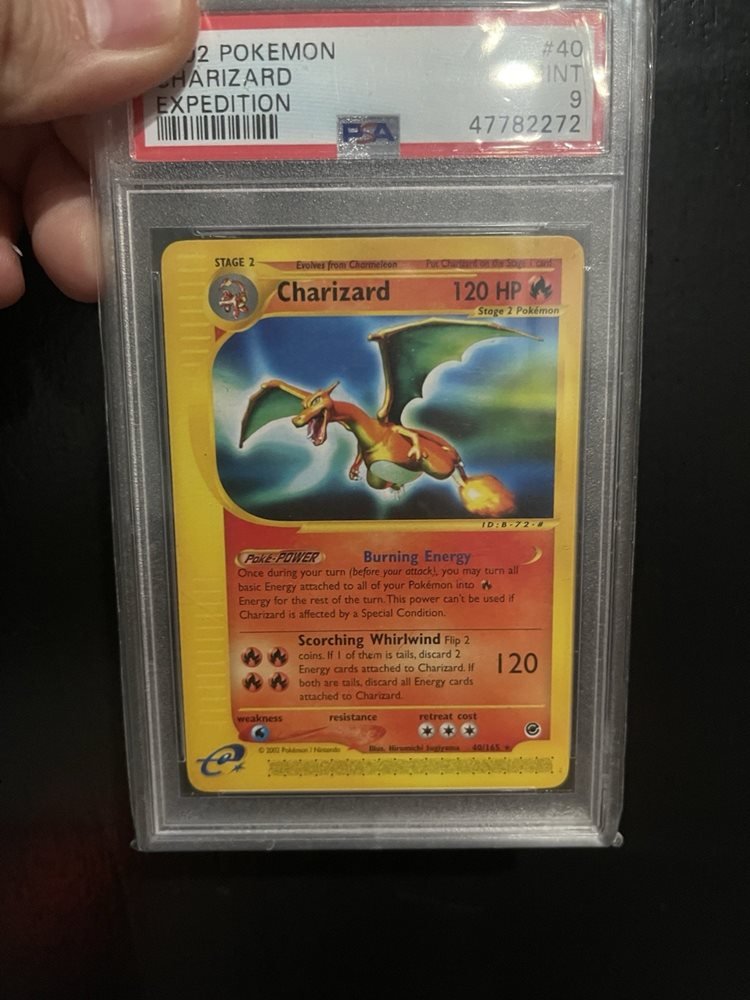 02 POKEMON
#40
CHARIZARD
INT
EXPEDITION
9
PSA
47782272
STAGE 2
Evolves from Charmeleon
Put Charizard on the Stage 1 card
Charizard
120 HP
Stage 2 Pokémon
ID:B-72-#
POKé-POWER
Burning Energy
Once during your turn (before your attack), you may turn all
basic Energy attached to all of your Pokémon into
Energy for the rest of the turn. This power can't be used if
Charizard is affected by a Special Condition.
Scorching Whirlwind Flip 2
coins. If 1 of them is tails, discard 2
Energy cards attached to Charizard. If
both are tails, discard all Energy cards
attached to Charizard.
120
weakness
resistance
retreat cost
© 2002 Pokémon / Nintendo
Illus. Hiromichi Sugiyama
40/165 ★
e